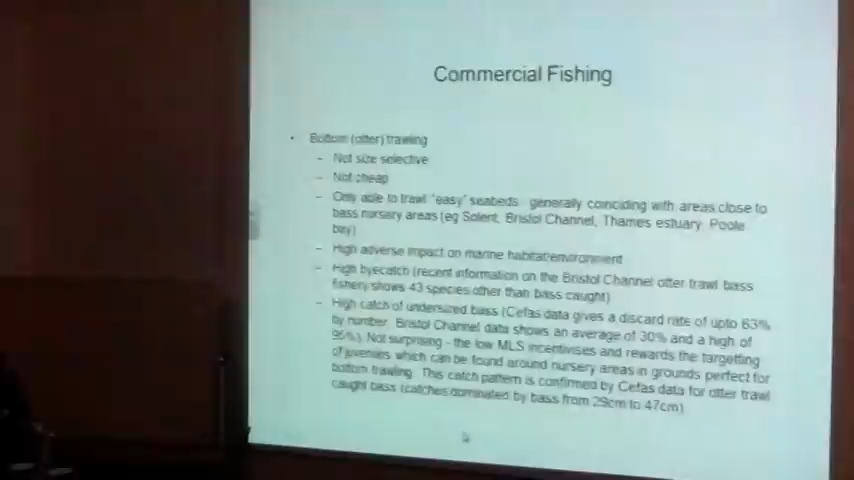 Commercial Fishing
• Bottom (otter) trawling
– Not size selective
– Not cheap
– Only able to trawl "easy" seabeds generally coinciding with areas close to
bass nursery areas (eg Solent, Bristol Channel, Thames estuary, Poole
bay)
– High adverse impact on marine habitat/environment
– High byecatch (recent information on the Bristol Channel otter trawl bass
fishery shows 43 species other than bass caught)
– High catch of undersized bass (Cefas data gives a discard rate of upto 63%
by number. Bristol Channel data shows an average of 30% and a high of
95%). Not surprising - the low MLS incentivises and rewards the targetting
of juveniles which can be found around nursery areas in grounds perfect for
bottom trawling. This catch pattern is confirmed by Cefas data for otter trawl
caught bass (catches dominated by bass from 29cm to 47cm)